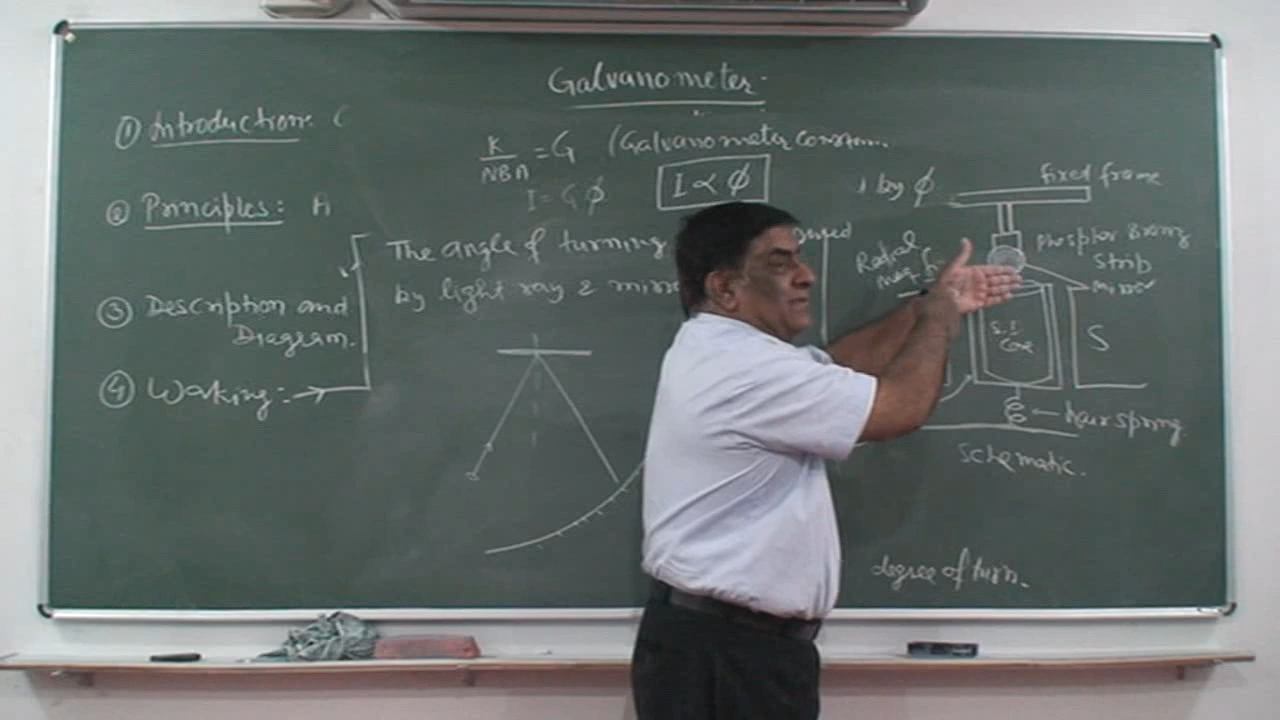 Galvanometer.
① Introduction: (
② Principles: A
③ Description and
Diagram.
④ Working:- →
K/NBA = G (Galvanometer constan.
I = G φ
I ∝ φ
The angle of turning
by light ray & mirro
by φ
fixed frame
Phosphor Bronz
Strip
mirror
Radial
S.I
Core
S
hair spring
Schematic.
degree of turn.